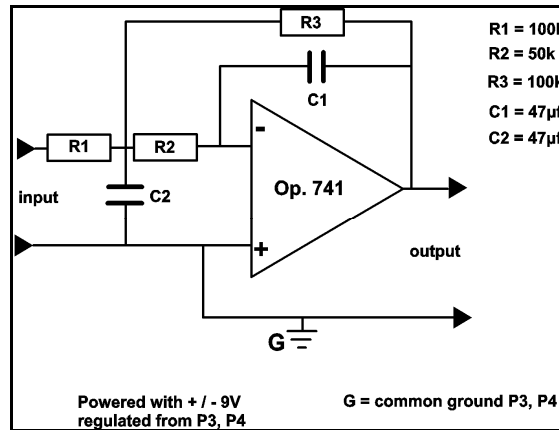 R3
R1 = 100k
R2 = 50k
R3 = 100k
C1 = 47µf
C2 = 47µf
C1
-
R1
R2
Op. 741
input
C2
+
output
G
Powered with + / - 9V
regulated from P3, P4
G = common ground P3, P4